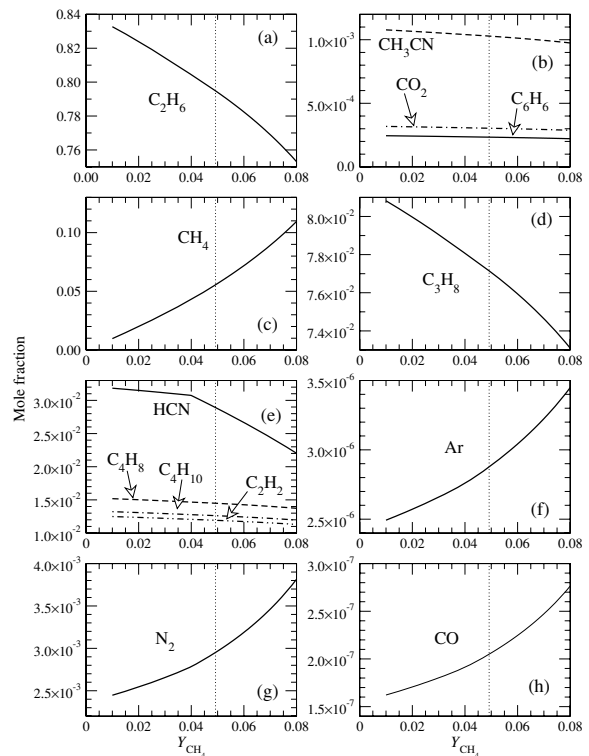 Mole fraction
0.84
0.82
0.80
0.78
0.76
0.00 0.02 0.04 0.06 0.08
(a)
C₂H₆
1.0×10⁻³
5.0×10⁻⁴
0.0
0 0.02 0.04 0.06 0.08
(b)
CH₃CN
CO₂
C₆H₆
0.10
0.05
0.00
0 0.02 0.04 0.06 0.08
CH₄
(c)
8.0×10⁻²
7.8×10⁻²
7.6×10⁻²
7.4×10⁻²
0 0.02 0.04 0.06 0.08
(d)
C₃H₈
3.0×10⁻²
2.5×10⁻²
2.0×10⁻²
1.5×10⁻²
1.0×10⁻²
0 0.02 0.04 0.06 0.08
HCN
(e)
C₄H₈
C₄H₁₀
C₂H₂
3.5×10⁻⁶
3.0×10⁻⁶
2.5×10⁻⁶
0 0.02 0.04 0.06 0.08
Ar
(f)
4.0×10⁻³
3.5×10⁻³
3.0×10⁻³
2.5×10⁻³
0 0.02 0.04 0.06 0.08
N₂
(g)
Y_CH₄
3.0×10⁻⁷
2.5×10⁻⁷
2.0×10⁻⁷
1.5×10⁻⁷
0 0.02 0.04 0.06 0.08
CO
(h)
Y_CH₄